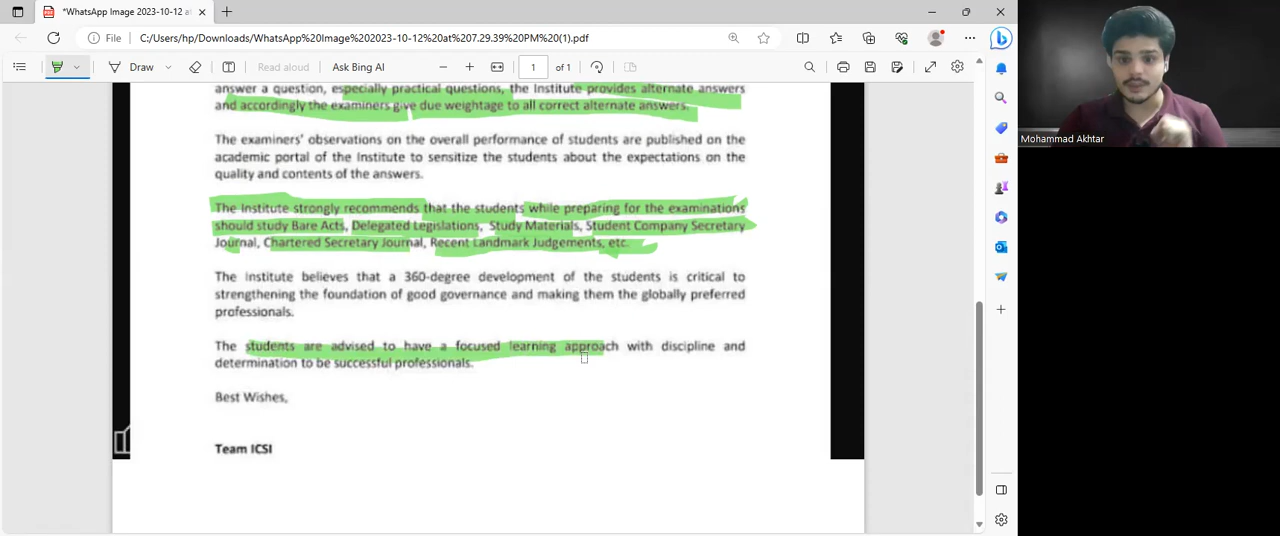 *WhatsApp Image 2023-10-12 at
File
C:/Users/hp/Downloads/WhatsApp%20Image%202023-10-12%20at%207.29.39%20PM%20(1).pdf
Draw
Read aloud
Ask Bing AI
1 of 1
answer a question, especially practical questions, the Institute provides alternate answers
and accordingly the examiners give due weightage to all correct alternate answers.
The examiners' observations on the overall performance of students are published on the
academic portal of the Institute to sensitize the students about the expectations on the
quality and contents of the answers.
The Institute strongly recommends that the students while preparing for the examinations
should study Bare Acts, Delegated Legislations, Study Materials, Student Company Secretary
Journal, Chartered Secretary Journal, Recent Landmark Judgements, etc.
The Institute believes that a 360-degree development of the students is critical to
strengthening the foundation of good governance and making them the globally preferred
professionals.
The students are advised to have a focused learning approach with discipline and
determination to be successful professionals.
Best Wishes,
Team ICSI
Mohammad Akhtar